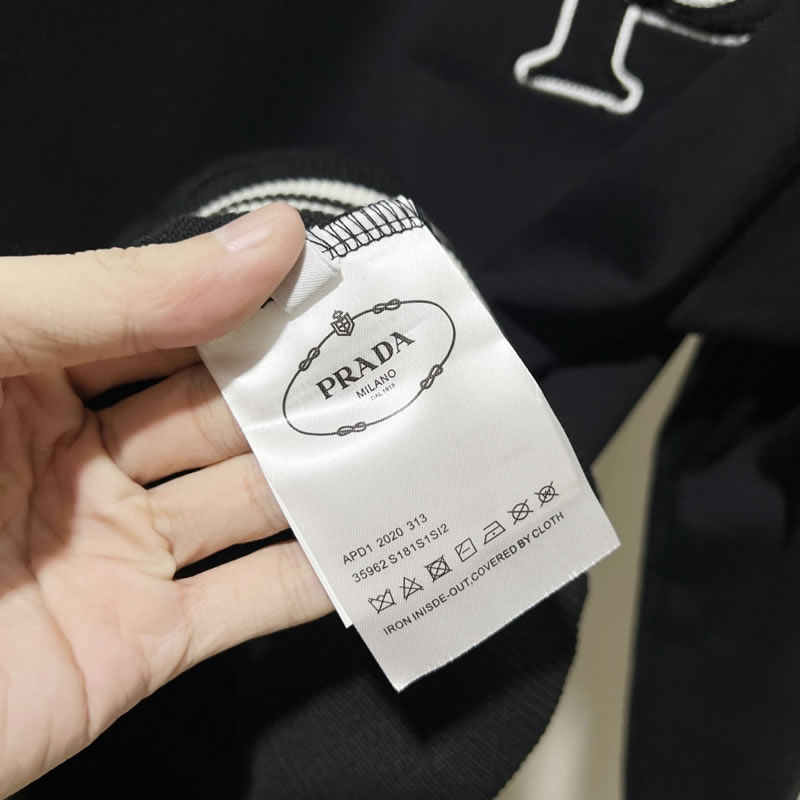 PRADA
MILANO
DAL 1913
APD1 2020 313
35962 S181S1SI2
IRON INISDE-OUT.COVERED BY CLOTH